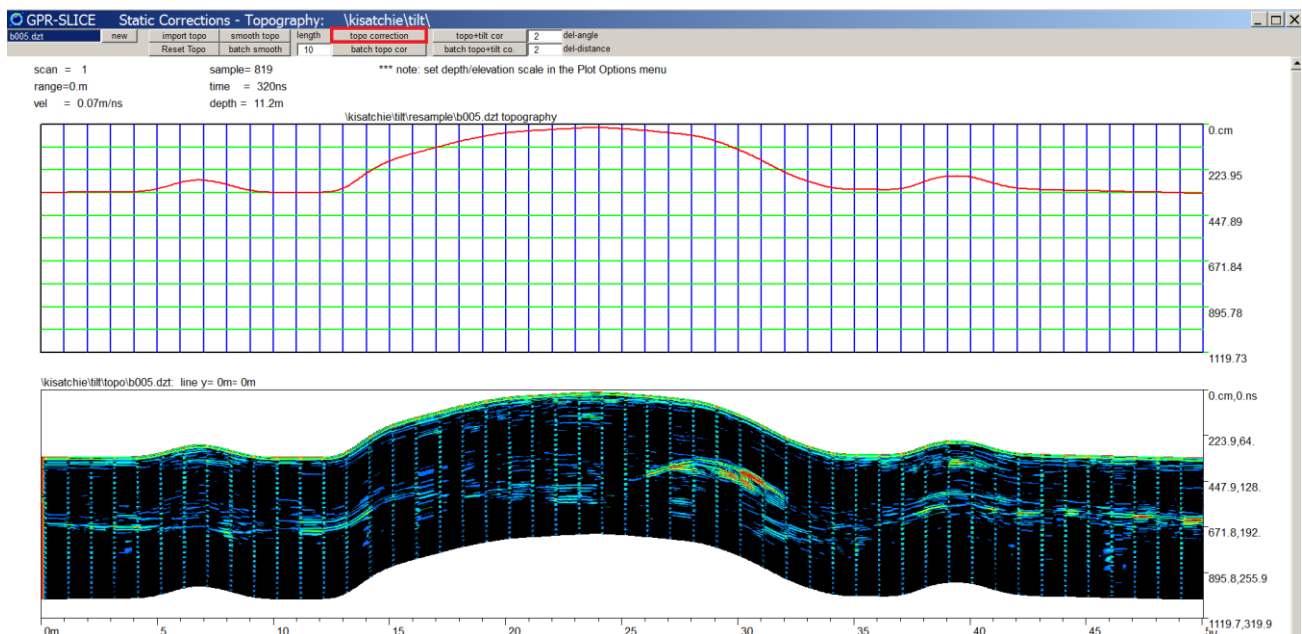 GPR-SLICE Static Corrections - Topography: \kisatchie\tilt\
b005.dzt new import topo smooth topo length topo correction topo+tilt cor 2 del-angle
Reset Topo batch smooth 10 batch topo cor batch topo+tilt co. 2 del-distance
scan = 1 sample= 819 *** note: set depth/elevation scale in the Plot Options menu
range=0.m time = 320ns
vel = 0.07m/ns depth = 11.2m
\kisatchie\tilt\resample\b005.dzt topography
0.cm
223.95
447.89
671.84
895.78
1119.73
\kisatchie\tilt\topo\b005.dzt: line y= 0m= 0m
0.cm,0.ns
223.9,64.
447.9,128.
671.8,192.
895.8,255.9
1119.7,319.9
0m 5 10 15 20 25 30 35 40 45